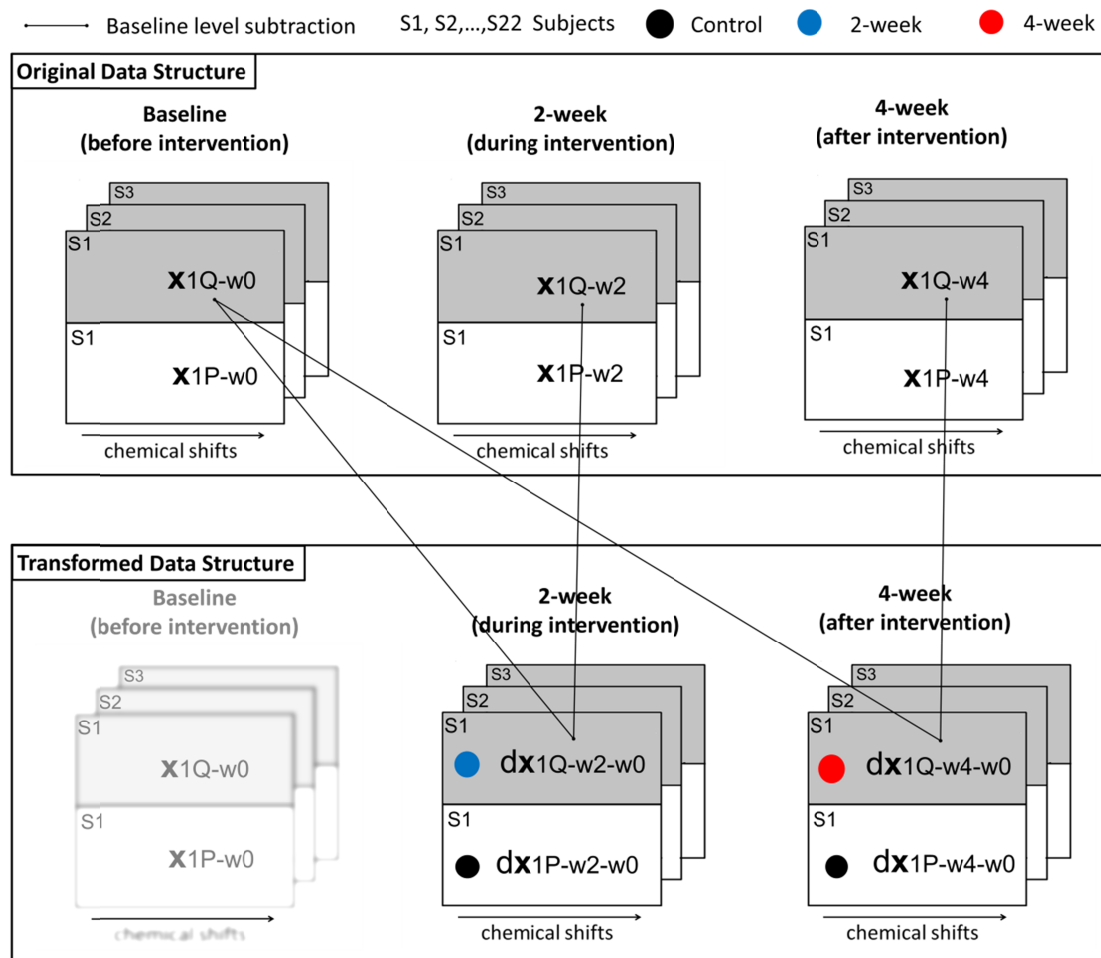 Baseline level subtraction S1, S2,...,S22 Subjects Control 2-week 4-week
Original Data Structure
Baseline
(before intervention)
2-week
(during intervention)
4-week
(after intervention)
S3
S2
S1
x1Q-w0
S1
x1P-w0
chemical shifts
S3
S2
S1
x1Q-w2
x1P-w2
chemical shifts
S3
S2
S1
x1Q-w4
x1P-w4
chemical shifts
Transformed Data Structure
Baseline
(before intervention)
2-week
(during intervention)
4-week
(after intervention)
S3
S2
S1
x1Q-w0
S1
x1P-w0
chemical shifts
S3
S2
S1
dx1Q-w2-w0
S1
dx1P-w2-w0
chemical shifts
S3
S2
S1
dx1Q-w4-w0
S1
dx1P-w4-w0
chemical shifts